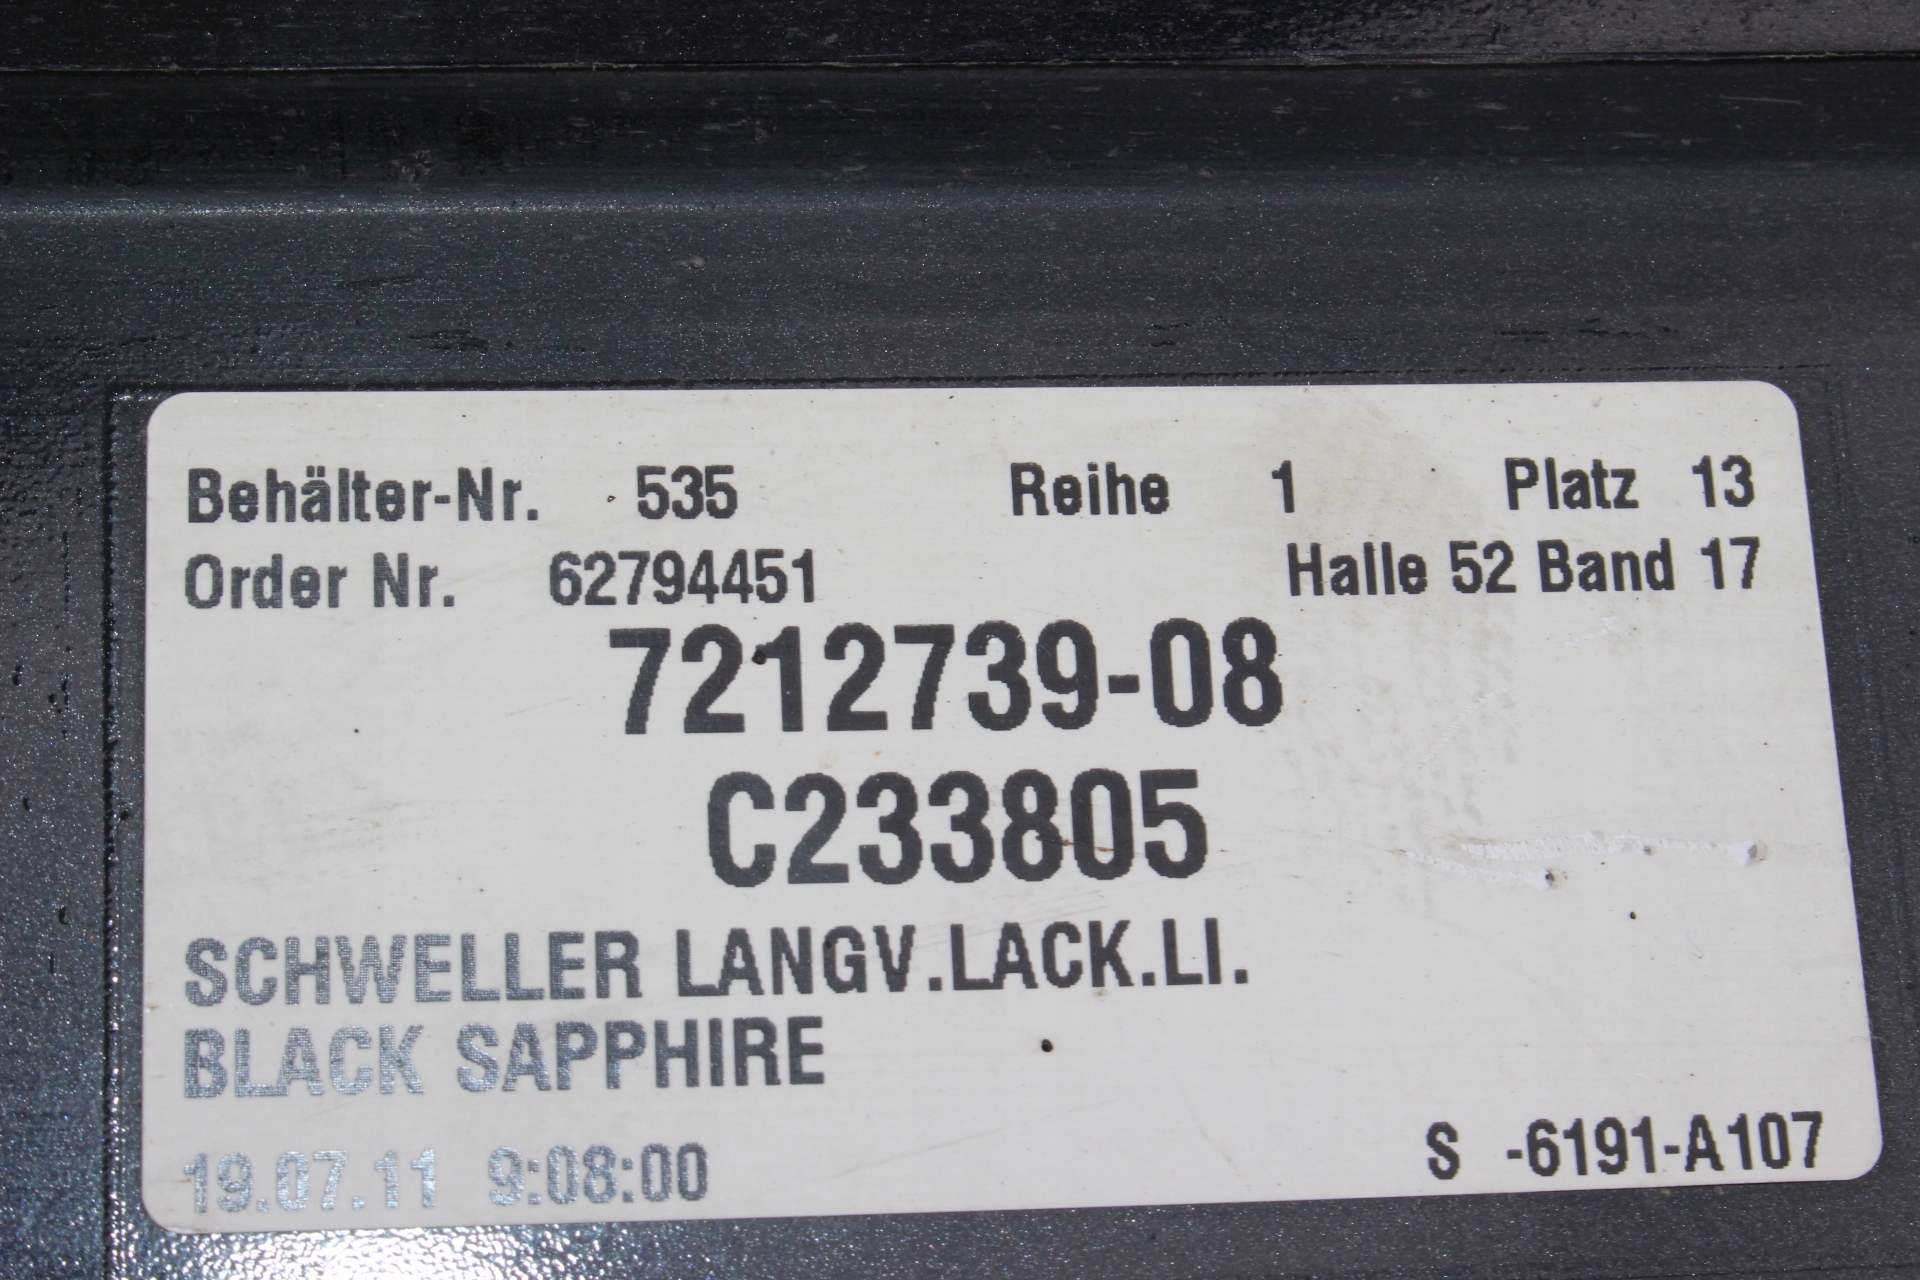 Behälter-Nr. 535 Reihe 1 Platz 13
Order Nr. 62794451 Halle 52 Band 17
7212739-08
C233805
SCHWELLER LANGV.LACK.LI.
BLACK SAPPHIRE
19.07.11 9:08:00 S -6191-A107